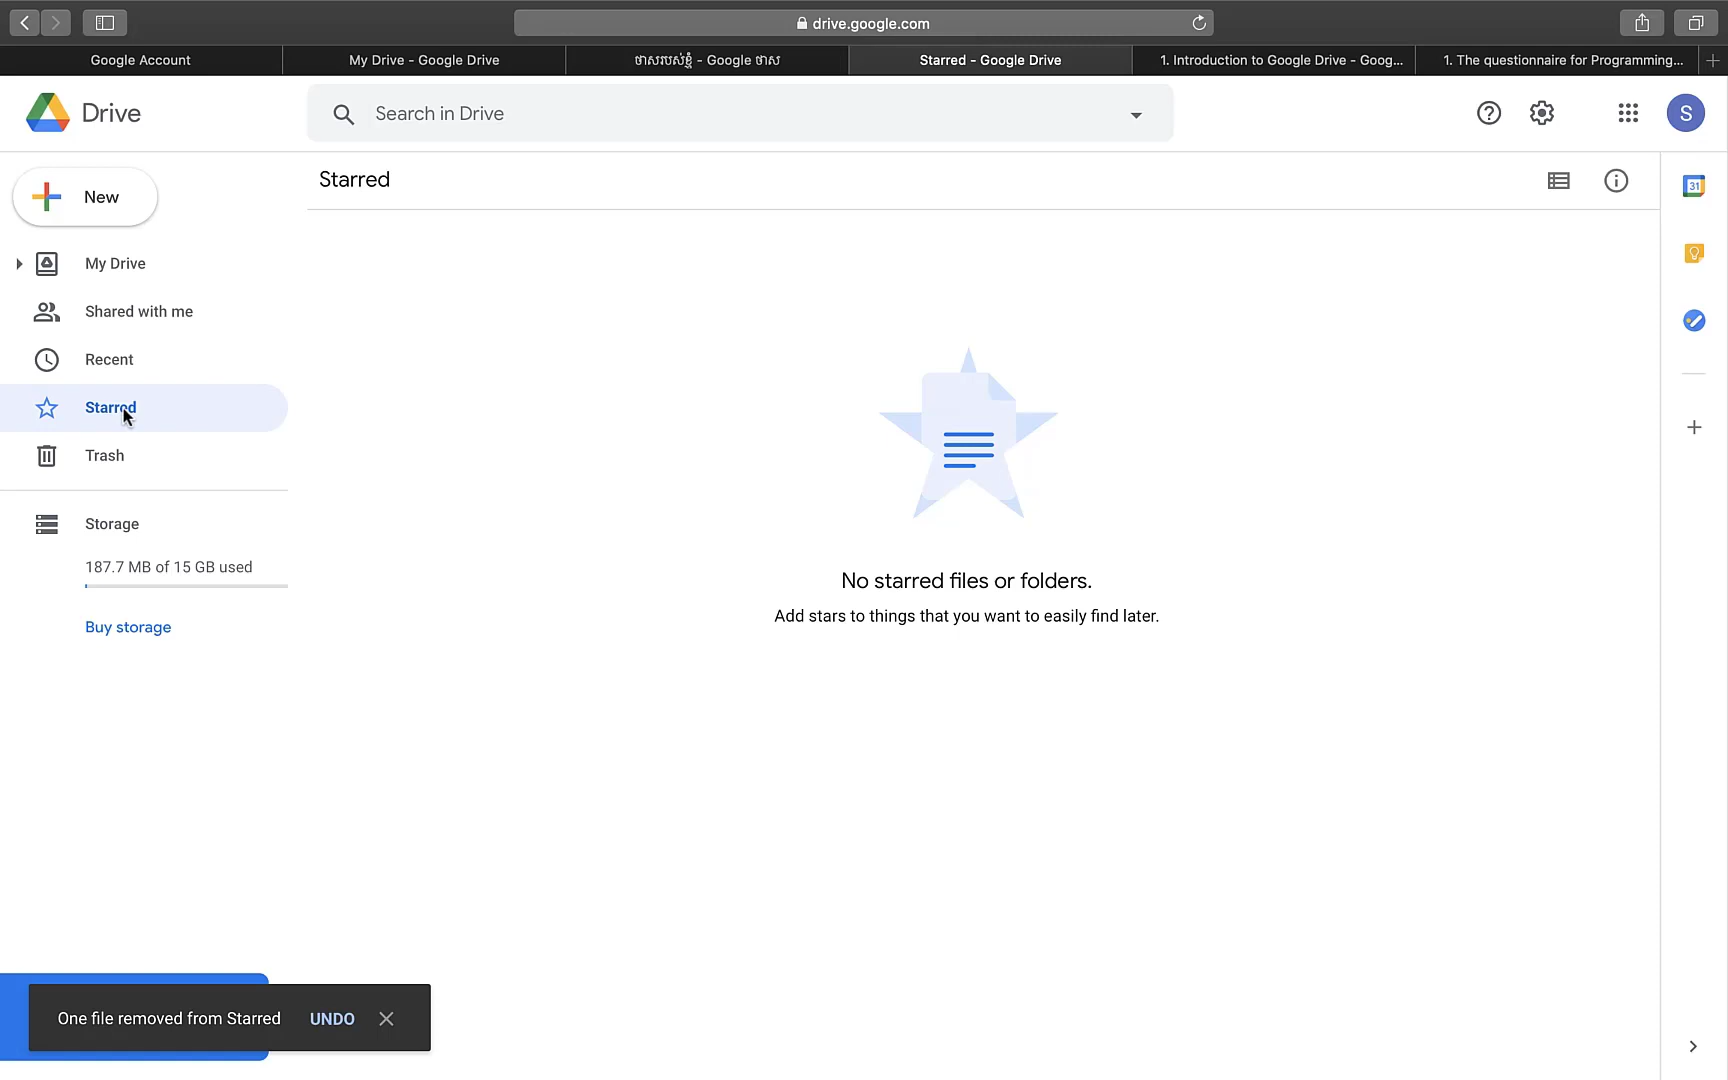 drive.google.com
Google Account
My Drive - Google Drive
ថាសរបស់ខ្ញុំ - Google ថាស
Starred - Google Drive
1. Introduction to Google Drive - Goog...
1. The questionnaire for Programming...
Drive
Search in Drive
S
New
Starred
31
My Drive
Shared with me
Recent
Starred
Trash
Storage
187.7 MB of 15 GB used
Buy storage
No starred files or folders.
Add stars to things that you want to easily find later.
One file removed from Starred UNDO